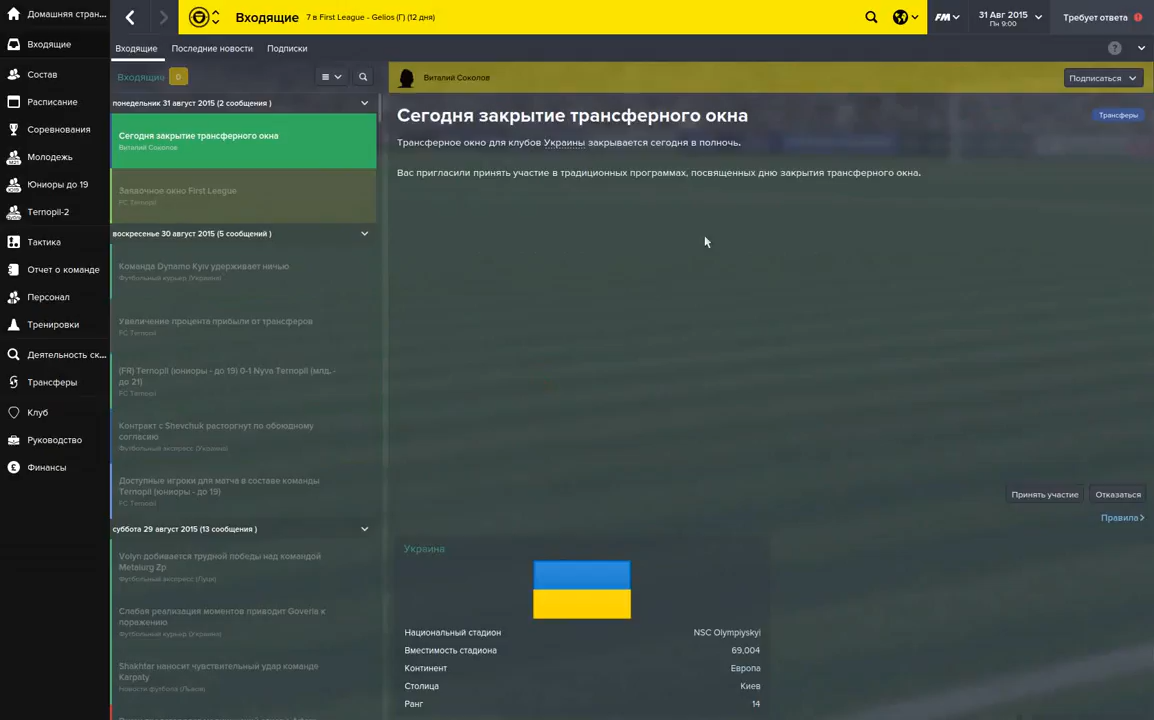 Домашняя стран...
Входящие
Состав
Расписание
Соревнования
Молодежь
Юниоры до 19
Ternopil-2
Тактика
Отчет о команде
Персонал
Тренировки
Деятельность ск...
Трансферы
Клуб
Руководство
Финансы
Входящие
7 в First League - Gelios (Г) (12 дня)
FM
31 Авг 2015
Пн 9:00
Требует ответа
Входящие
Последние новости
Подписки
Входящие 0
понедельник 31 август 2015 (2 сообщения )
Сегодня закрытие трансферного окна
Виталий Соколов
Заявочное окно First League
FC Ternopil
воскресенье 30 август 2015 (5 сообщений )
Команда Dynamo Kyiv удерживает ничью
Футбольный курьер (Украина)
Увеличение процента прибыли от трансферов
FC Ternopil
(FR) Ternopil (юниоры - до 19) 0-1 Nyva Ternopil (млд. -
до 21)
FC Ternopil
Контракт с Shevchuk расторгнут по обоюдному
согласию
Футбольный экспресс (Украина)
Доступные игроки для матча в составе команды
Ternopil (юниоры - до 19)
FC Ternopil
суббота 29 август 2015 (13 сообщения )
Volyn добивается трудной победы над командой
Metalurg Zp
Футбольный экспресс (Луцк)
Слабая реализация моментов приводит Goverla к
поражению
Футбольный курьер (Украина)
Shakhtar наносит чувствительный удар команде
Karpaty
Новости футбола (Львов)
Виталий Соколов
Подписаться
Сегодня закрытие трансферного окна
Трансферы
Трансферное окно для клубов Украины закрывается сегодня в полночь.
Вас пригласили принять участие в традиционных программах, посвященных дню закрытия трансферного окна.
Принять участие
Отказаться
Правила
Украина
Национальный стадион NSC Olympiyskyi
Вместимость стадиона 69,004
Континент Европа
Столица Киев
Ранг 14